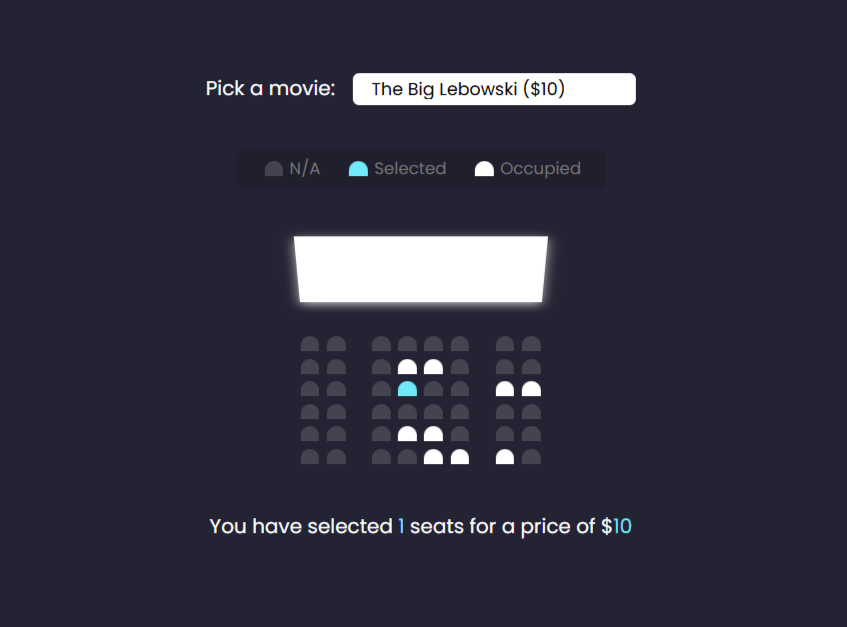 Pick a movie: The Big Lebowski ($10)
N/A Selected Occupied
You have selected 1 seats for a price of $10